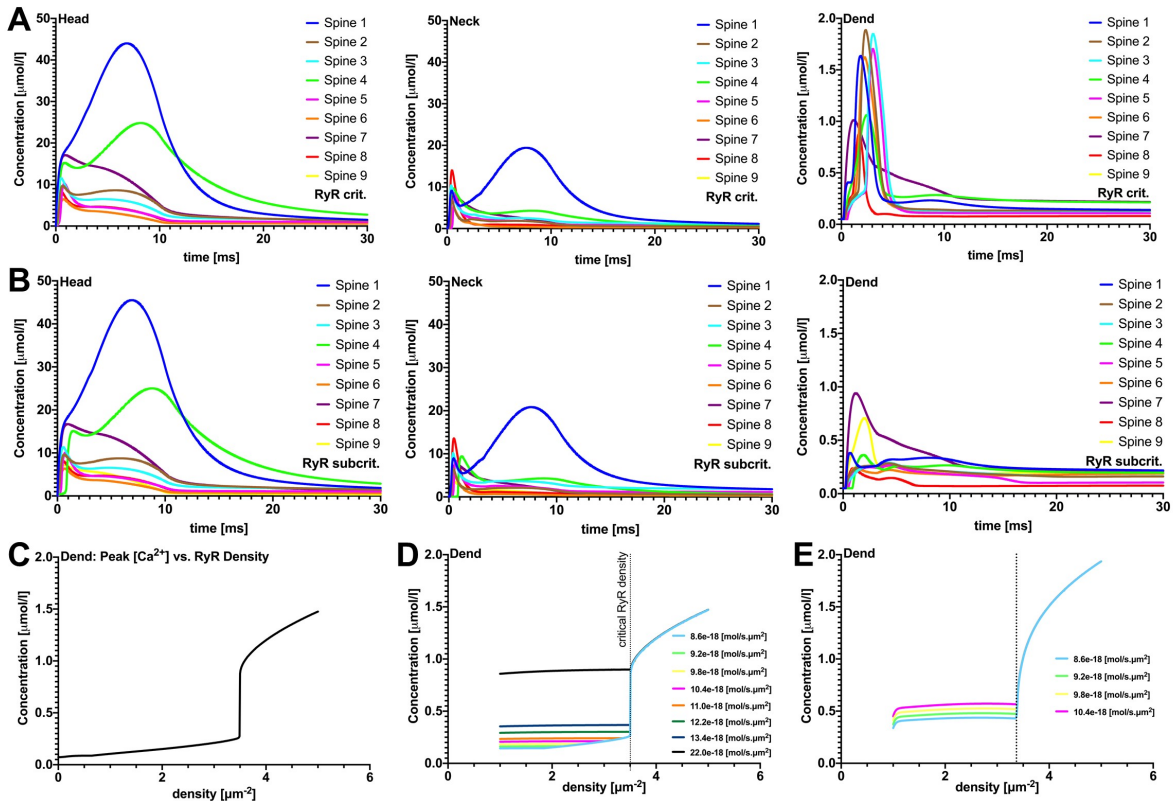 A
Head
Concentration [μmol/l]
50
40
30
20
10
0
0
10
20
30
time [ms]
Spine 1
Spine 2
Spine 3
Spine 4
Spine 5
Spine 6
Spine 7
Spine 8
Spine 9
RyR crit.
Neck
Concentration [μmol/l]
50
40
30
20
10
0
0
10
20
30
time [ms]
Spine 1
Spine 2
Spine 3
Spine 4
Spine 5
Spine 6
Spine 7
Spine 8
Spine 9
RyR crit.
Dend
Concentration [μmol/l]
2.0
1.5
1.0
0.5
0.0
0
10
20
30
time [ms]
Spine 1
Spine 2
Spine 3
Spine 4
Spine 5
Spine 6
Spine 7
Spine 8
Spine 9
RyR crit.
B
Head
Concentration [μmol/l]
50
40
30
20
10
0
0
10
20
30
time [ms]
Spine 1
Spine 2
Spine 3
Spine 4
Spine 5
Spine 6
Spine 7
Spine 8
Spine 9
RyR subcrit.
Neck
Concentration [μmol/l]
50
40
30
20
10
0
0
10
20
30
time [ms]
Spine 1
Spine 2
Spine 3
Spine 4
Spine 5
Spine 6
Spine 7
Spine 8
Spine 9
RyR subcrit.
Dend
Concentration [μmol/l]
2.0
1.5
1.0
0.5
0.0
0
10
20
30
time [ms]
Spine 1
Spine 2
Spine 3
Spine 4
Spine 5
Spine 6
Spine 7
Spine 8
Spine 9
RyR subcrit.
C
Dend: Peak [Ca²⁺] vs. RyR Density
Concentration [μmol/l]
2.0
1.5
1.0
0.5
0.0
0
2
4
6
density [μm⁻²]
D
Dend
Concentration [μmol/l]
2.0
1.5
1.0
0.5
0.0
0
2
4
6
density [μm⁻²]
critical RyR density
8.6e-18 [mol/s.μm²]
9.2e-18 [mol/s.μm²]
9.8e-18 [mol/s.μm²]
10.4e-18 [mol/s.μm²]
11.0e-18 [mol/s.μm²]
12.2e-18 [mol/s.μm²]
13.4e-18 [mol/s.μm²]
22.0e-18 [mol/s.μm²]
E
Dend
Concentration [μmol/l]
2.0
1.5
1.0
0.5
0.0
0
2
4
6
density [μm⁻²]
8.6e-18 [mol/s.μm²]
9.2e-18 [mol/s.μm²]
9.8e-18 [mol/s.μm²]
10.4e-18 [mol/s.μm²]